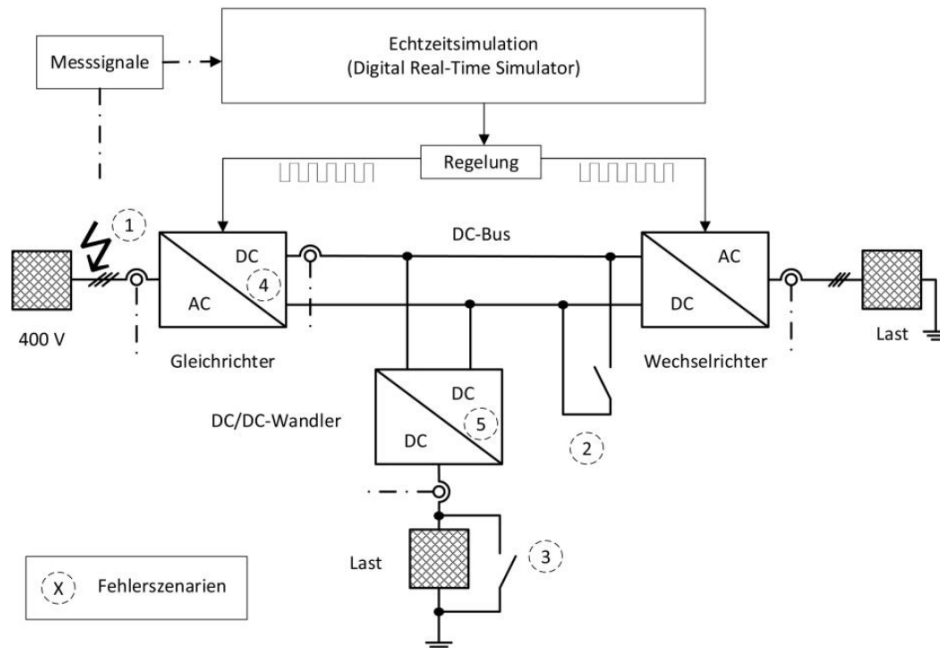 Echtzeitsimulation
(Digital Real-Time Simulator)
Messsignale
Regelung
1
DC-Bus
DC
4
AC
AC
DC
400 V
Gleichrichter
Wechselrichter
Last
DC/DC-Wandler
DC
5
DC
2
Last
3
X Fehlerszenarien